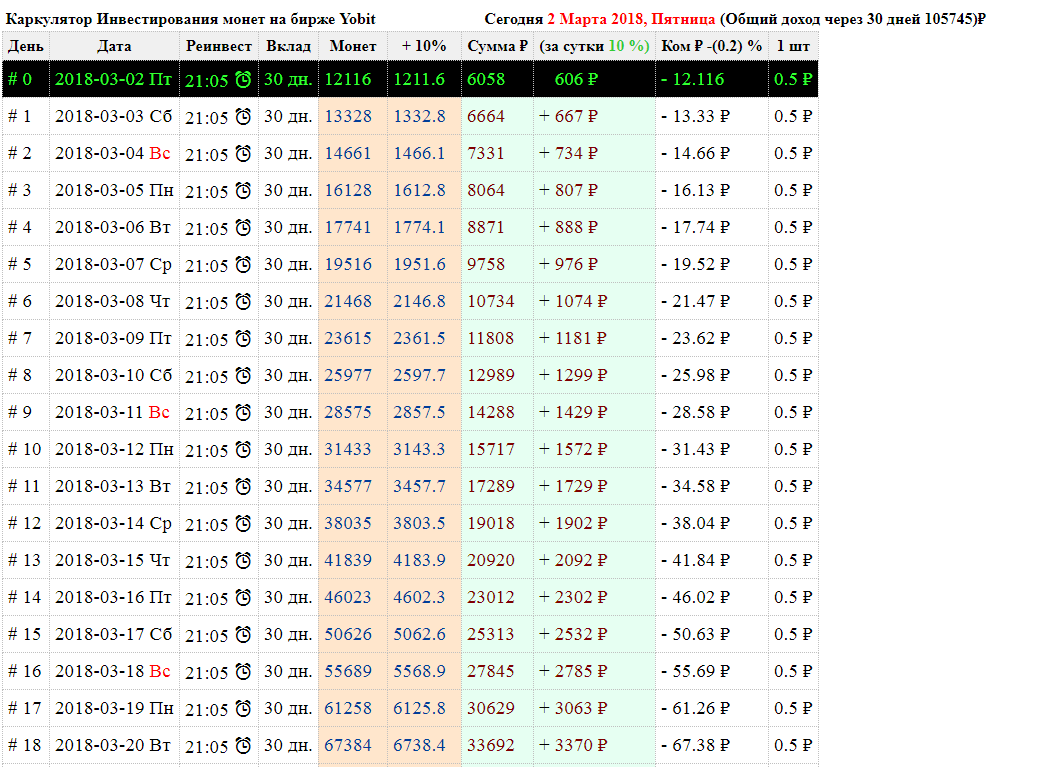 Каркулятор Инвестирования монет на бирже Yobit Сегодня 2 Марта 2018, Пятница (Общий доход через 30 дней 105745)₽
День Дата Реинвест Вклад Монет + 10% Сумма ₽ (за сутки 10 %) Ком ₽ -(0.2) % 1 шт
# 0 2018-03-02 Пт 21:05 30 дн. 12116 1211.6 6058 606 ₽ - 12.116 0.5 ₽
# 1 2018-03-03 Сб 21:05 30 дн. 13328 1332.8 6664 + 667 ₽ - 13.33 ₽ 0.5 ₽
# 2 2018-03-04 Вс 21:05 30 дн. 14661 1466.1 7331 + 734 ₽ - 14.66 ₽ 0.5 ₽
# 3 2018-03-05 Пн 21:05 30 дн. 16128 1612.8 8064 + 807 ₽ - 16.13 ₽ 0.5 ₽
# 4 2018-03-06 Вт 21:05 30 дн. 17741 1774.1 8871 + 888 ₽ - 17.74 ₽ 0.5 ₽
# 5 2018-03-07 Ср 21:05 30 дн. 19516 1951.6 9758 + 976 ₽ - 19.52 ₽ 0.5 ₽
# 6 2018-03-08 Чт 21:05 30 дн. 21468 2146.8 10734 + 1074 ₽ - 21.47 ₽ 0.5 ₽
# 7 2018-03-09 Пт 21:05 30 дн. 23615 2361.5 11808 + 1181 ₽ - 23.62 ₽ 0.5 ₽
# 8 2018-03-10 Сб 21:05 30 дн. 25977 2597.7 12989 + 1299 ₽ - 25.98 ₽ 0.5 ₽
# 9 2018-03-11 Вс 21:05 30 дн. 28575 2857.5 14288 + 1429 ₽ - 28.58 ₽ 0.5 ₽
# 10 2018-03-12 Пн 21:05 30 дн. 31433 3143.3 15717 + 1572 ₽ - 31.43 ₽ 0.5 ₽
# 11 2018-03-13 Вт 21:05 30 дн. 34577 3457.7 17289 + 1729 ₽ - 34.58 ₽ 0.5 ₽
# 12 2018-03-14 Ср 21:05 30 дн. 38035 3803.5 19018 + 1902 ₽ - 38.04 ₽ 0.5 ₽
# 13 2018-03-15 Чт 21:05 30 дн. 41839 4183.9 20920 + 2092 ₽ - 41.84 ₽ 0.5 ₽
# 14 2018-03-16 Пт 21:05 30 дн. 46023 4602.3 23012 + 2302 ₽ - 46.02 ₽ 0.5 ₽
# 15 2018-03-17 Сб 21:05 30 дн. 50626 5062.6 25313 + 2532 ₽ - 50.63 ₽ 0.5 ₽
# 16 2018-03-18 Вс 21:05 30 дн. 55689 5568.9 27845 + 2785 ₽ - 55.69 ₽ 0.5 ₽
# 17 2018-03-19 Пн 21:05 30 дн. 61258 6125.8 30629 + 3063 ₽ - 61.26 ₽ 0.5 ₽
# 18 2018-03-20 Вт 21:05 30 дн. 67384 6738.4 33692 + 3370 ₽ - 67.38 ₽ 0.5 ₽